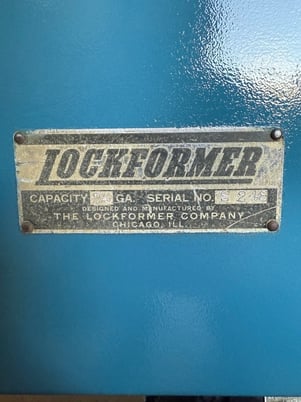 LOCKFORMER
CAPACITY GA. SERIAL NO.
DESIGNED AND MANUFACTURED BY
THE LOCKFORMER COMPANY
CHICAGO, ILL.